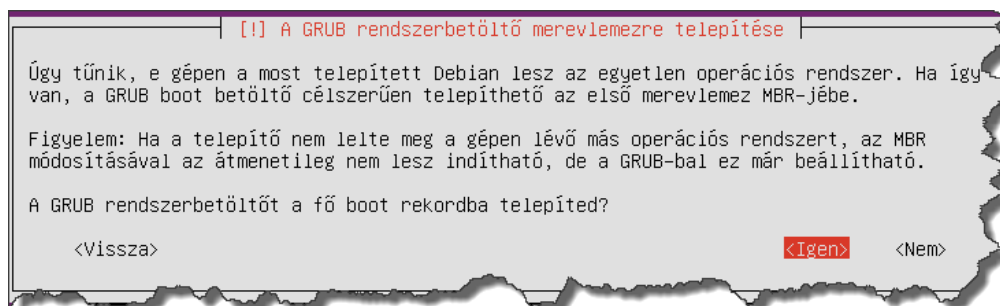 [!] A GRUB rendszerbetöltő merevlemezre telepítése
Úgy tűnik, e gépen a most telepített Debian lesz az egyetlen operációs rendszer. Ha így
van, a GRUB boot betöltő célszerűen telepíthető az első merevlemez MBR-jébe.
Figyelem: Ha a telepítő nem lelte meg a gépen lévő más operációs rendszert, az MBR
módosításával az átmenetileg nem lesz indítható, de a GRUB-bal ez már beállítható.
A GRUB rendszerbetöltőt a fő boot rekordba telepíted?
<Vissza> <Igen> <Nem>